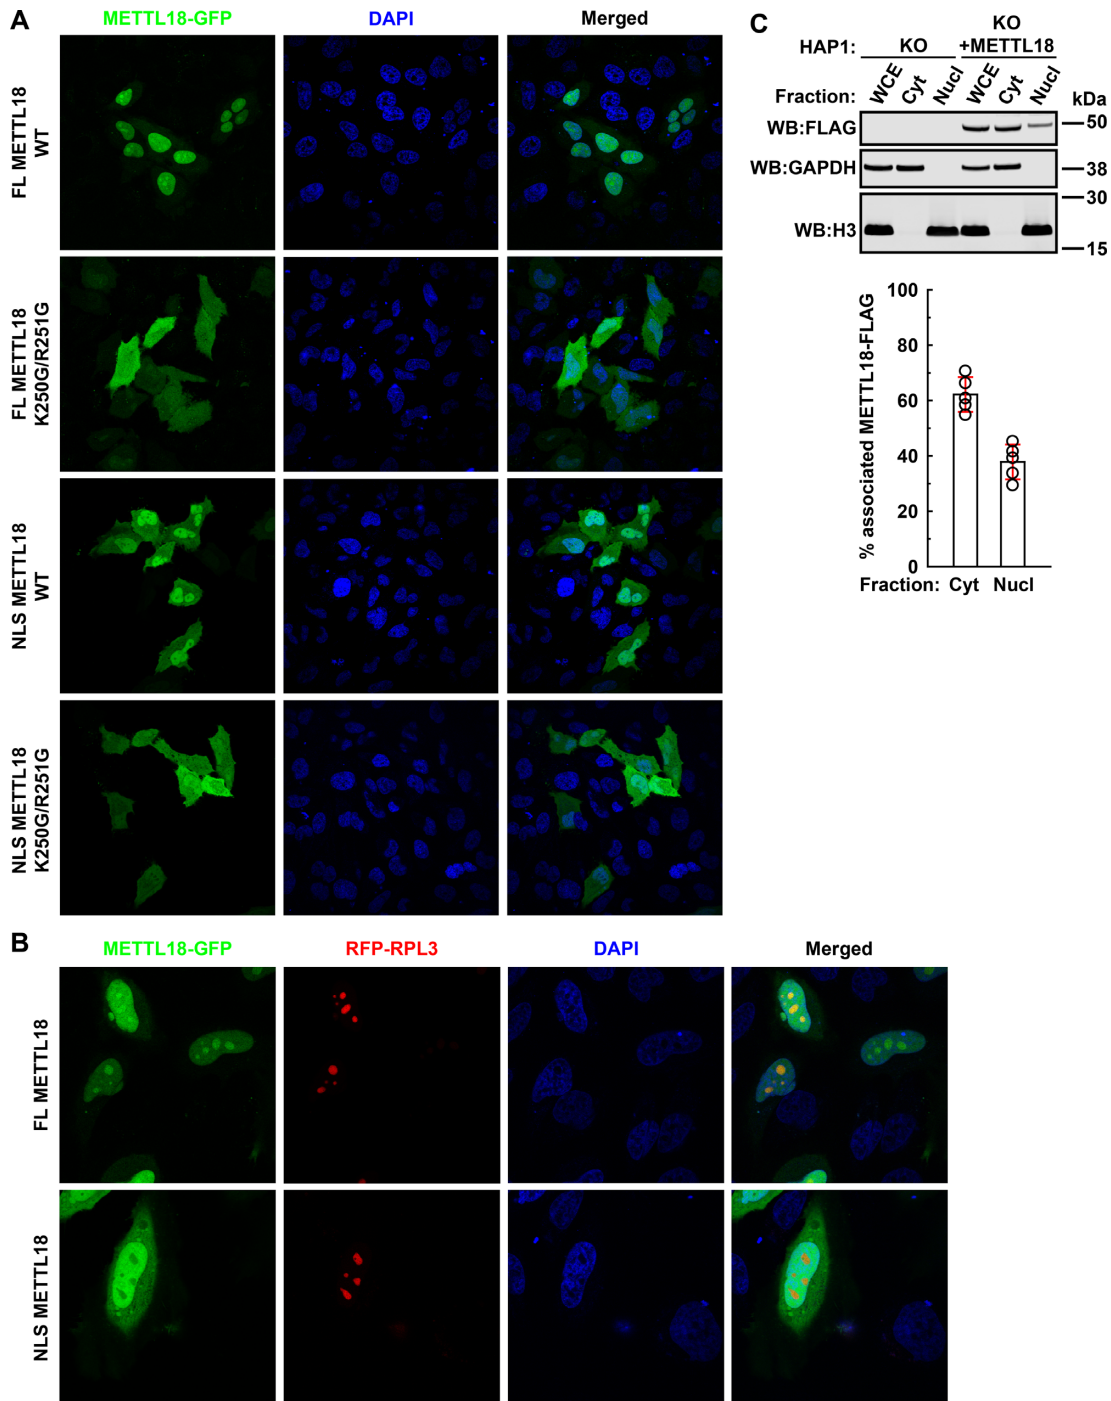 A
METTL18-GFP
DAPI
Merged
FL METTL18
WT
FL METTL18
K250G/R251G
NLS METTL18
WT
NLS METTL18
K250G/R251G
B
METTL18-GFP
RFP-RPL3
DAPI
Merged
FL METTL18
NLS METTL18
C
HAP1:
KO
KO
+METTL18
Fraction:
WCE
Cyt
Nucl
WCE
Cyt
Nucl
kDa
WB:FLAG
50
WB:GAPDH
38
30
WB:H3
15
% associated METTL18-FLAG
100
80
60
40
20
0
Fraction: Cyt Nucl